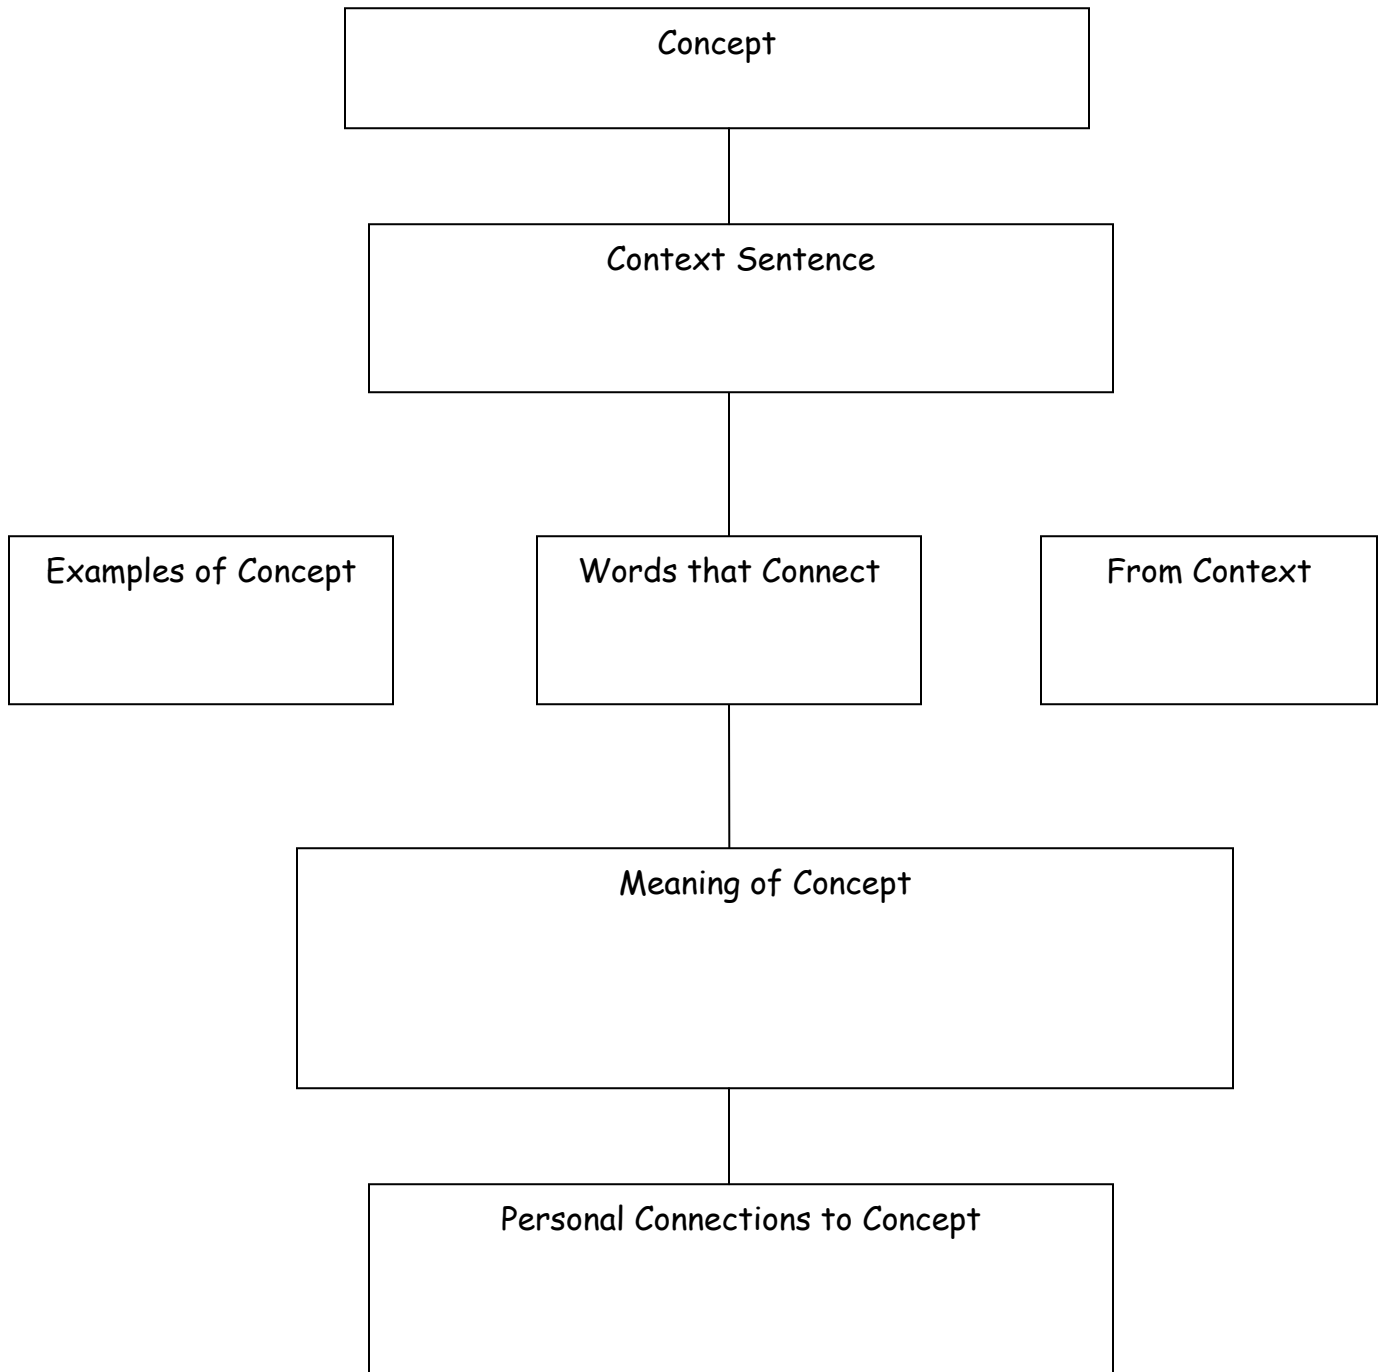 Concept
Context Sentence
Examples of Concept
Words that Connect
From Context
Meaning of Concept
Personal Connections to Concept